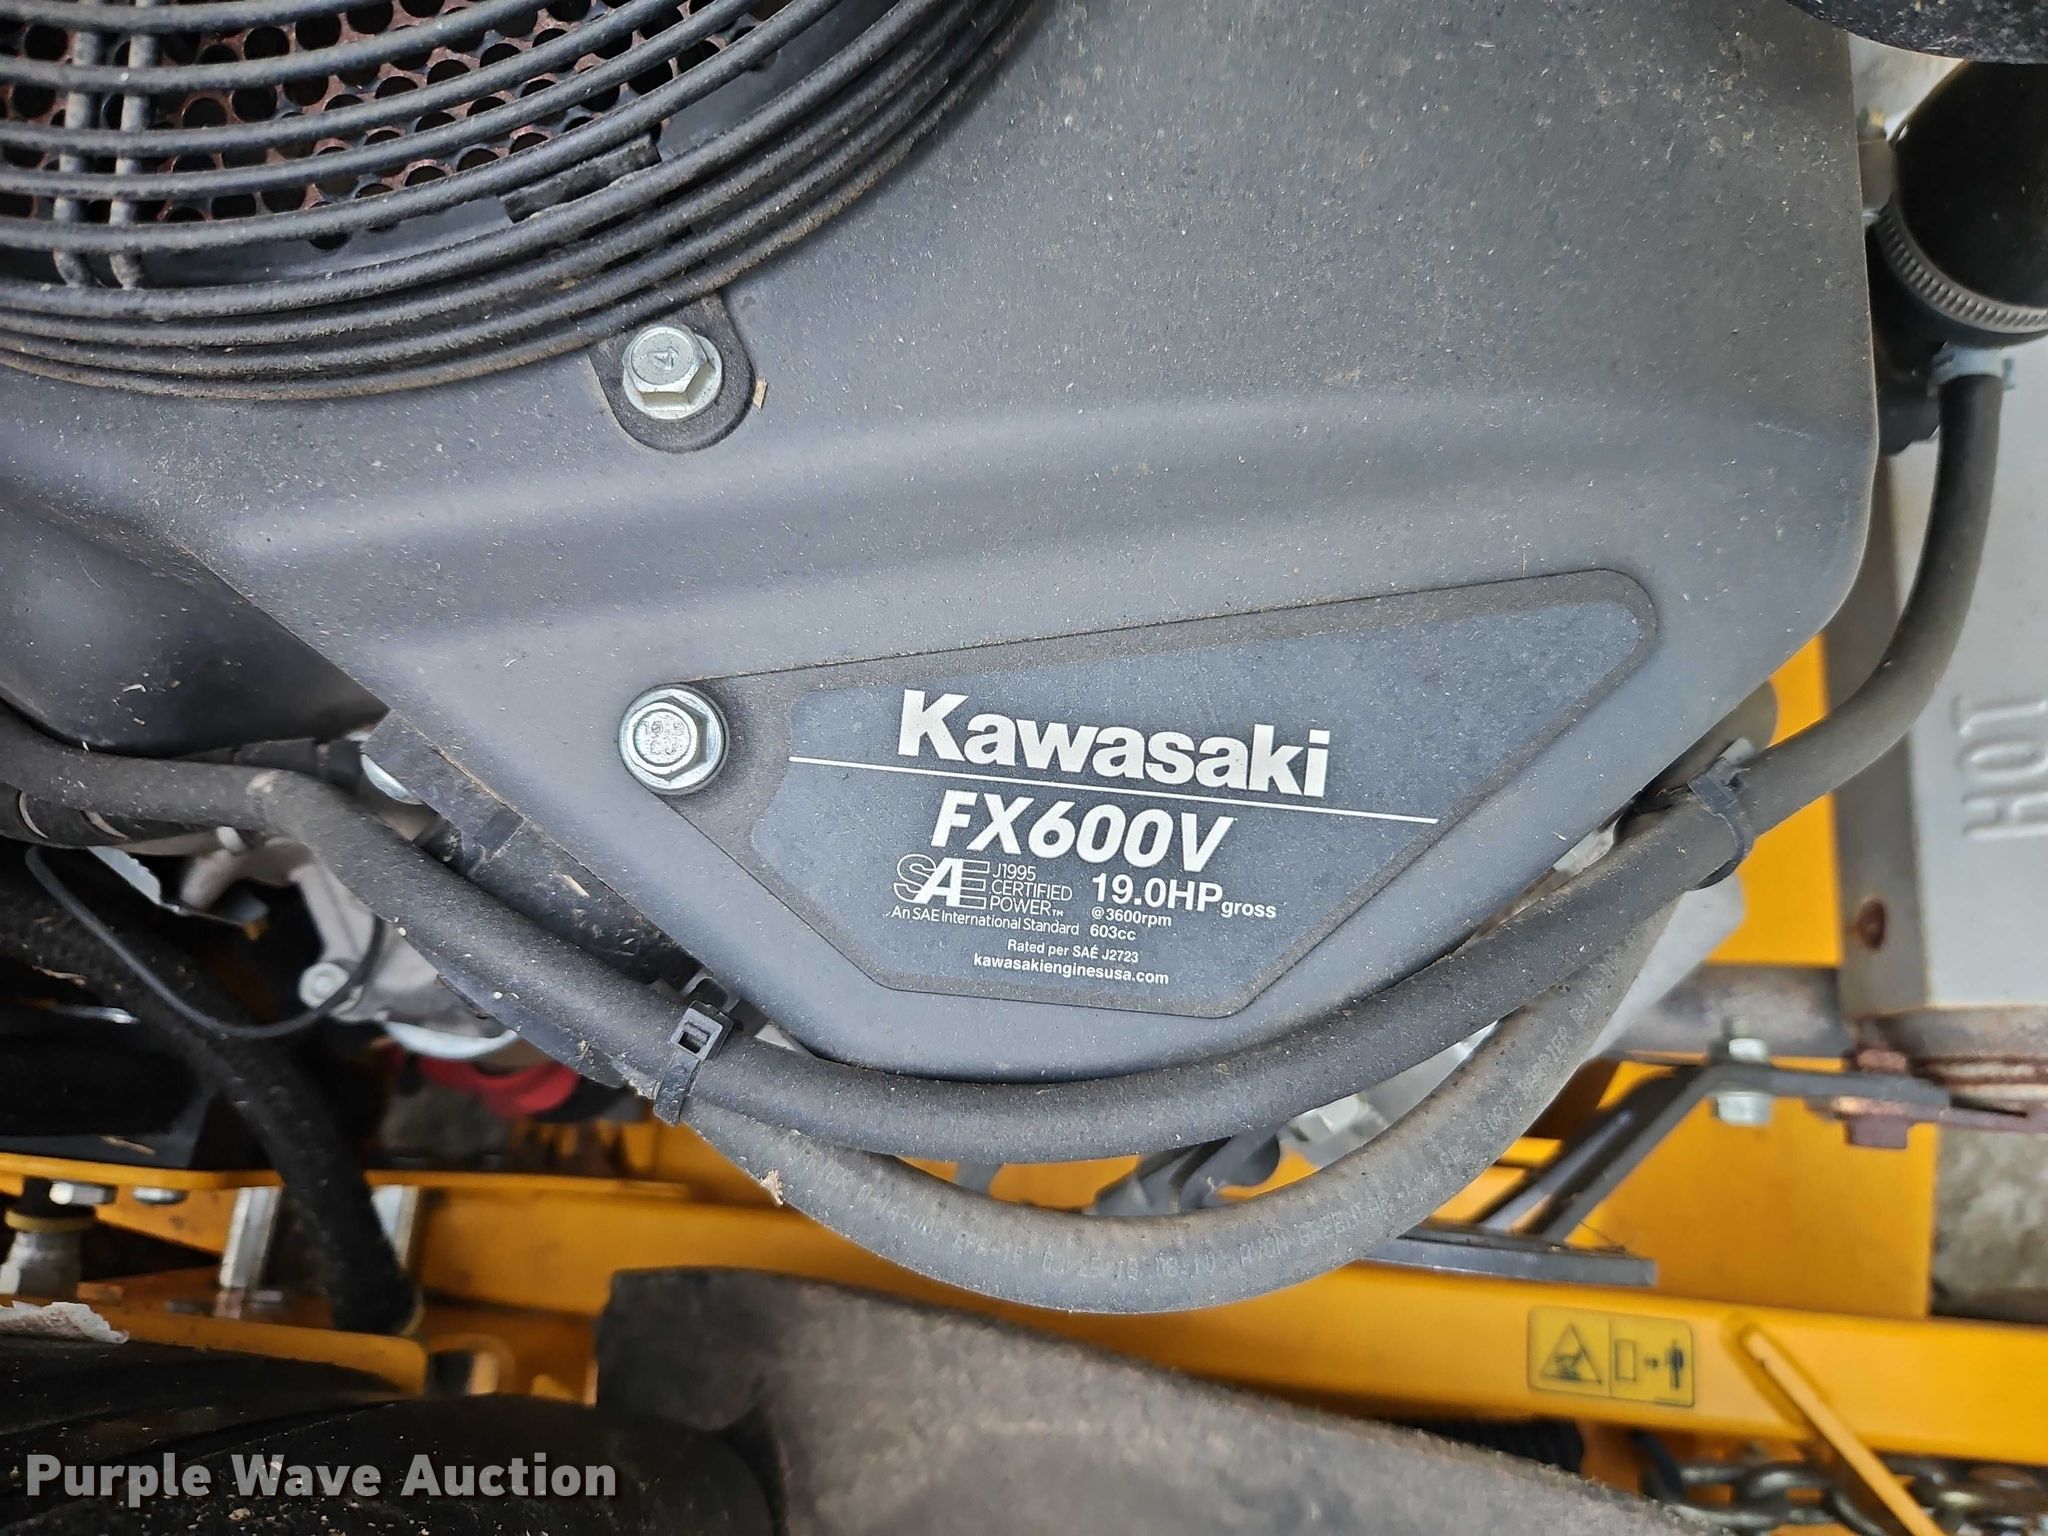 4
HOT
Kawasaki
FX600V
SAE J1995
CERTIFIED
POWER™
An SAE International Standard
19.0HP gross
@3600rpm
603cc
Rated per SAE J2723
kawasakienginesusa.com
Purple Wave Auction